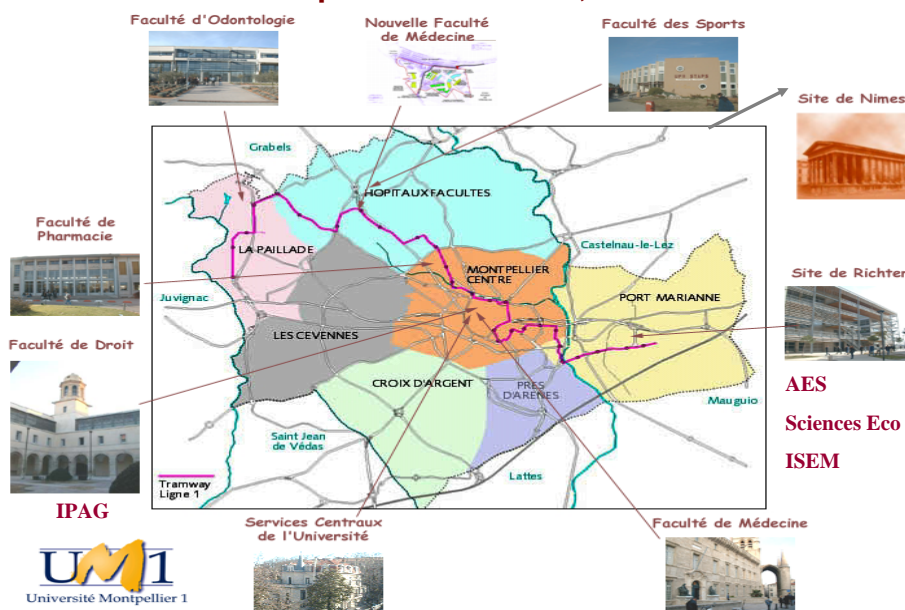 Faculté d'Odontologie
Nouvelle Faculté
de Médecine
Faculté des Sports
Site de Nîmes
Grabels
HOPITAUX FACULTES
Faculté de
Pharmacie
LA PAILLADE
Castelnau-le-Lez
MONTPELLIER
CENTRE
Site de Richter
Juvignac
PORT MARIANNE
LES CEVENNES
Faculté de Droit
CROIX D'ARGENT
PRES
D'ARENES
AES
Mauguio
Sciences Eco
Saint Jean
de Védas
ISEM
Lattes
Tramway
Ligne 1
IPAG
Services Centraux
de l'Université
Faculté de Médecine
UM1
Université Montpellier 1